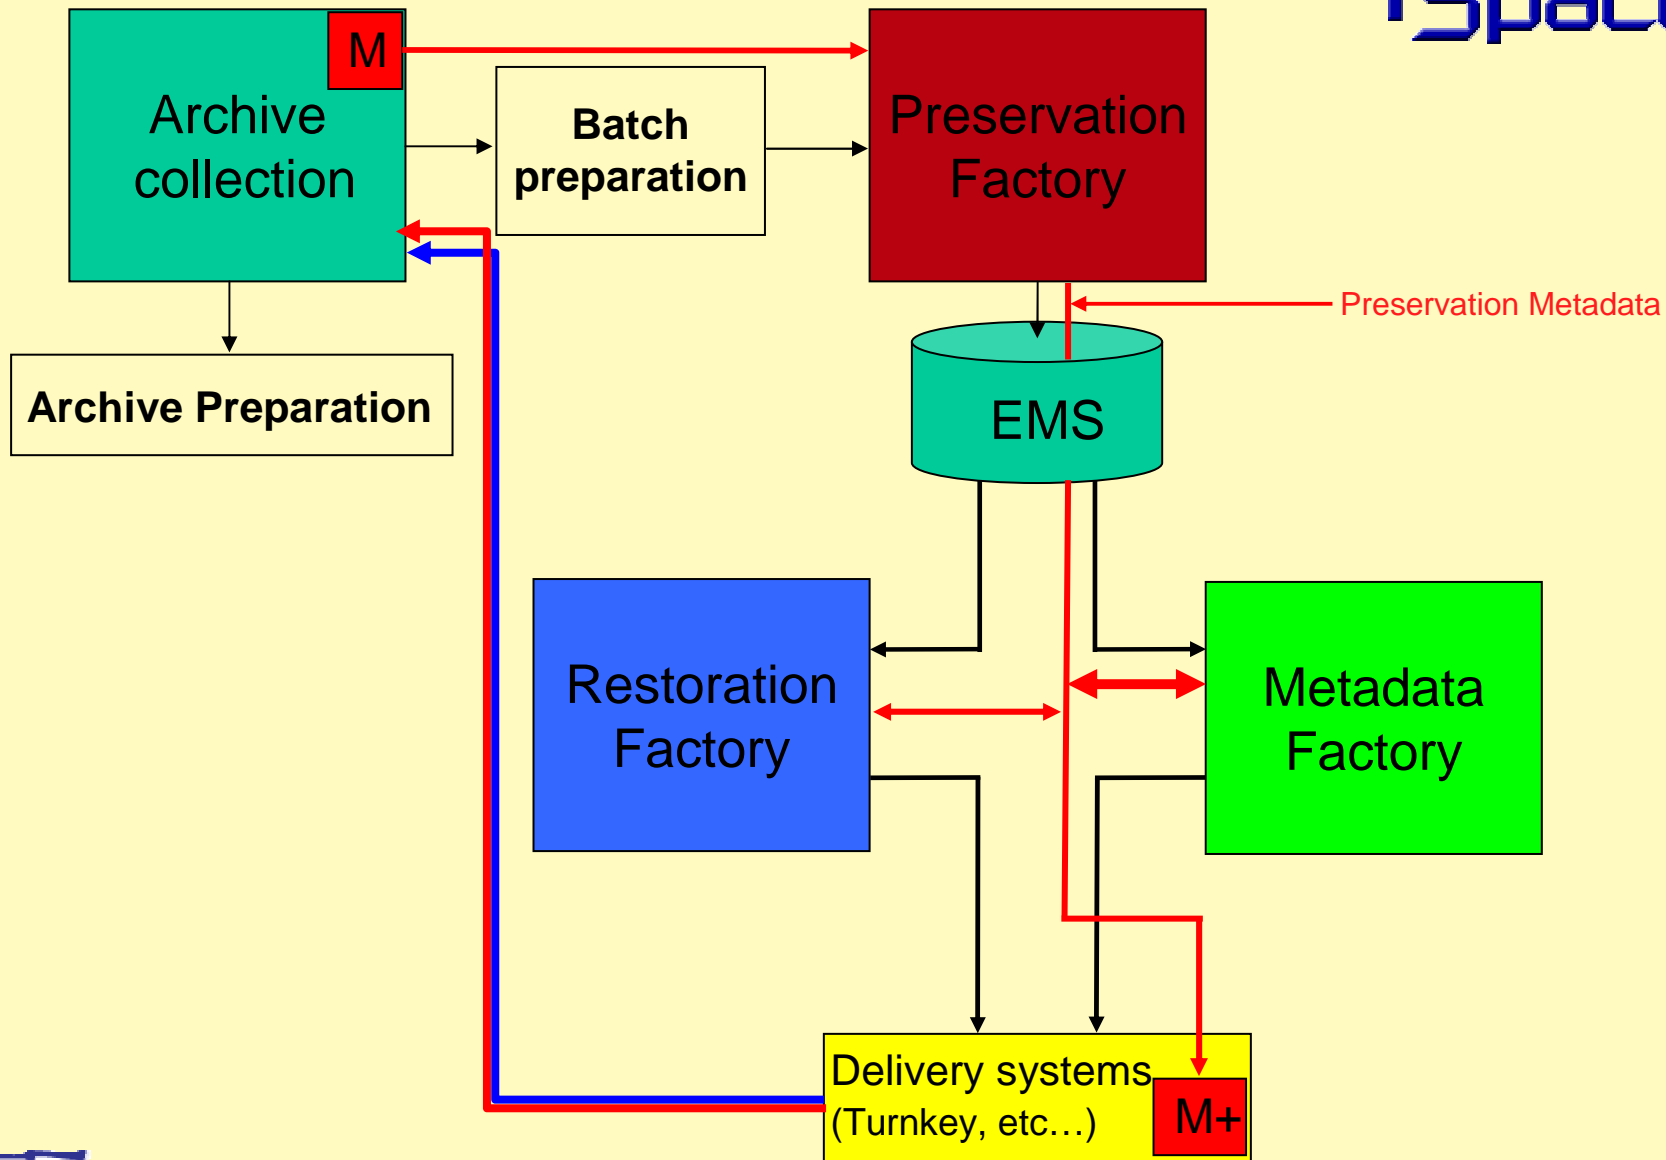 M
Archive
collection
Batch
preparation
Preservation
Factory
Preservation Metadata
Archive Preparation
EMS
Restoration
Factory
Metadata
Factory
Delivery systems
(Turnkey, etc…)
M+